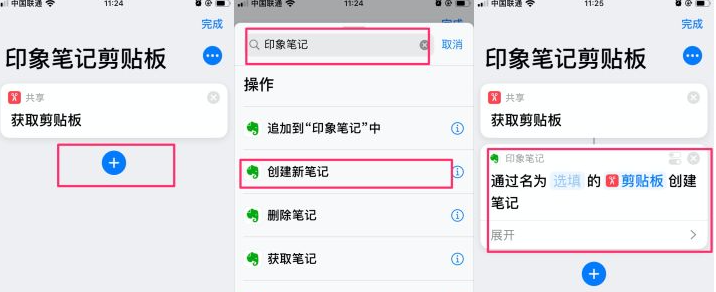 中国联通 11:24
完成
印象笔记剪贴板
共享
获取剪贴板
中国联通 11:24
印象笔记
取消
操作
追加到“印象笔记”中
创建新笔记
删除笔记
获取笔记
中国联通 11:25
完成
印象笔记剪贴板
共享
获取剪贴板
印象笔记
通过名为 选填 的 剪贴板 创建
笔记
展开